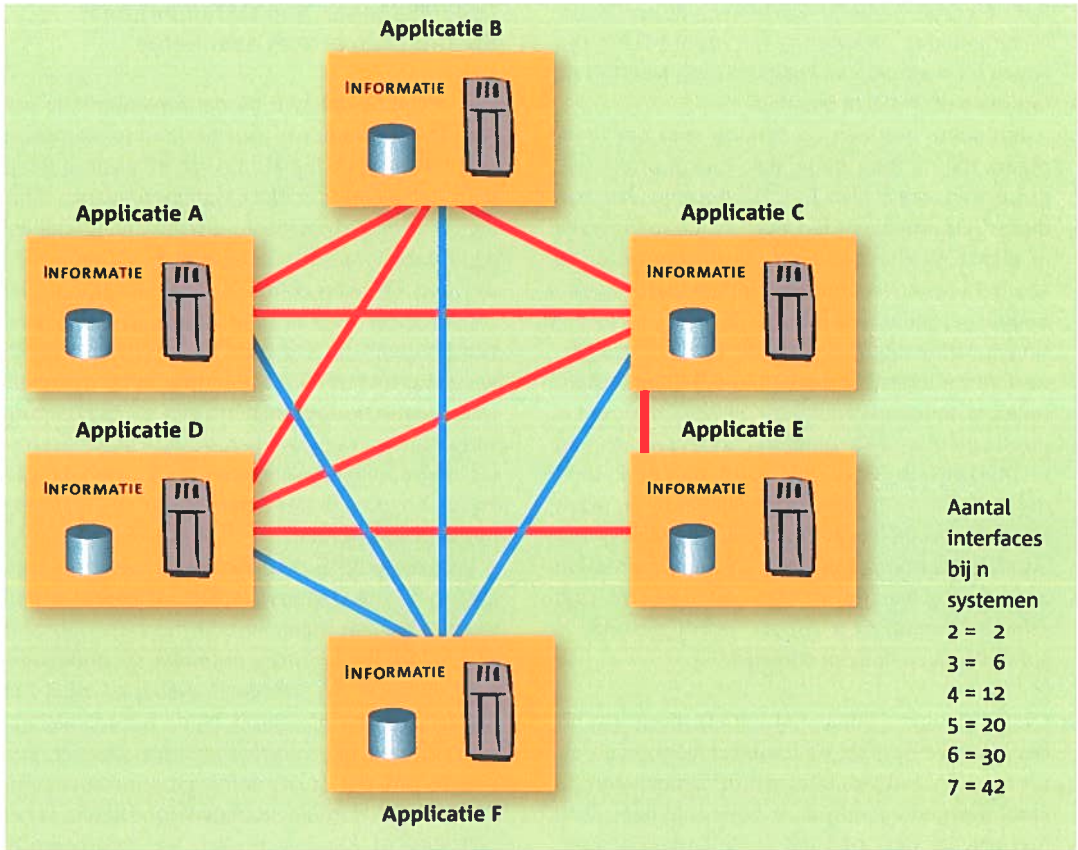 Applicatie B
INFORMATIE
Applicatie A
INFORMATIE
Applicatie C
INFORMATIE
Applicatie D
INFORMATIE
Applicatie E
INFORMATIE
INFORMATIE
Applicatie F
Aantal
interfaces
bij n
systemen
2 = 2
3 = 6
4 = 12
5 = 20
6 = 30
7 = 42